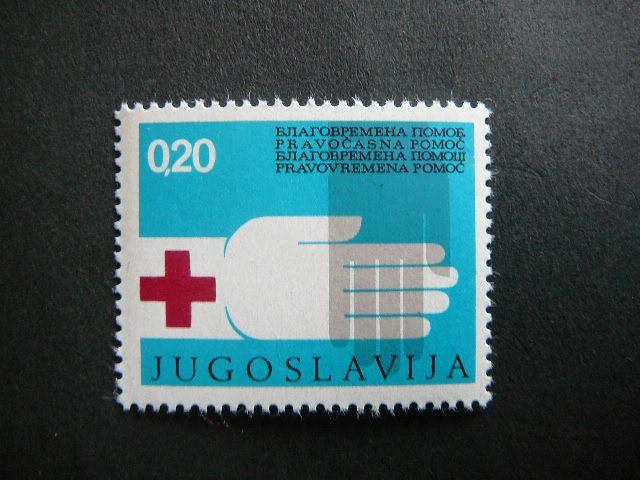 0,20
БЛАГОВРЕМЕНА ПОМОЋ
PRAVOČASNA POMOČ
БЛАГОВРЕМЕНА ПОМОШ
PRAVOVREMENA POMOĆ
JUGOSLAVIJA